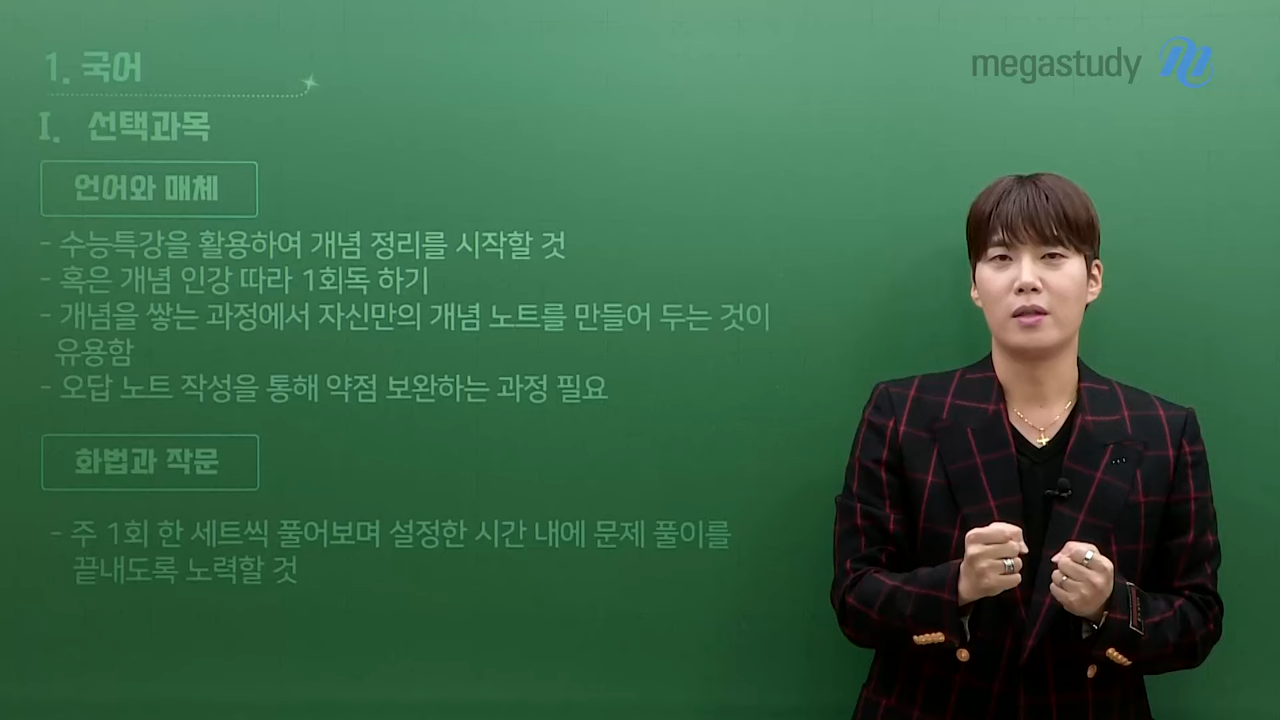 1. 국어
megastudy
I. 선택과목
언어와 매체
- 수능특강을 활용하여 개념 정리를 시작할 것
- 혹은 개념 인강 따라 1회독 하기
- 개념을 쌓는 과정에서 자신만의 개념 노트를 만들어 두는 것이
유용함
- 오답 노트 작성을 통해 약점 보완하는 과정 필요
화법과 작문
- 주 1회 한 세트씩 풀어보며 설정한 시간 내에 문제 풀이를
끝내도록 노력할 것